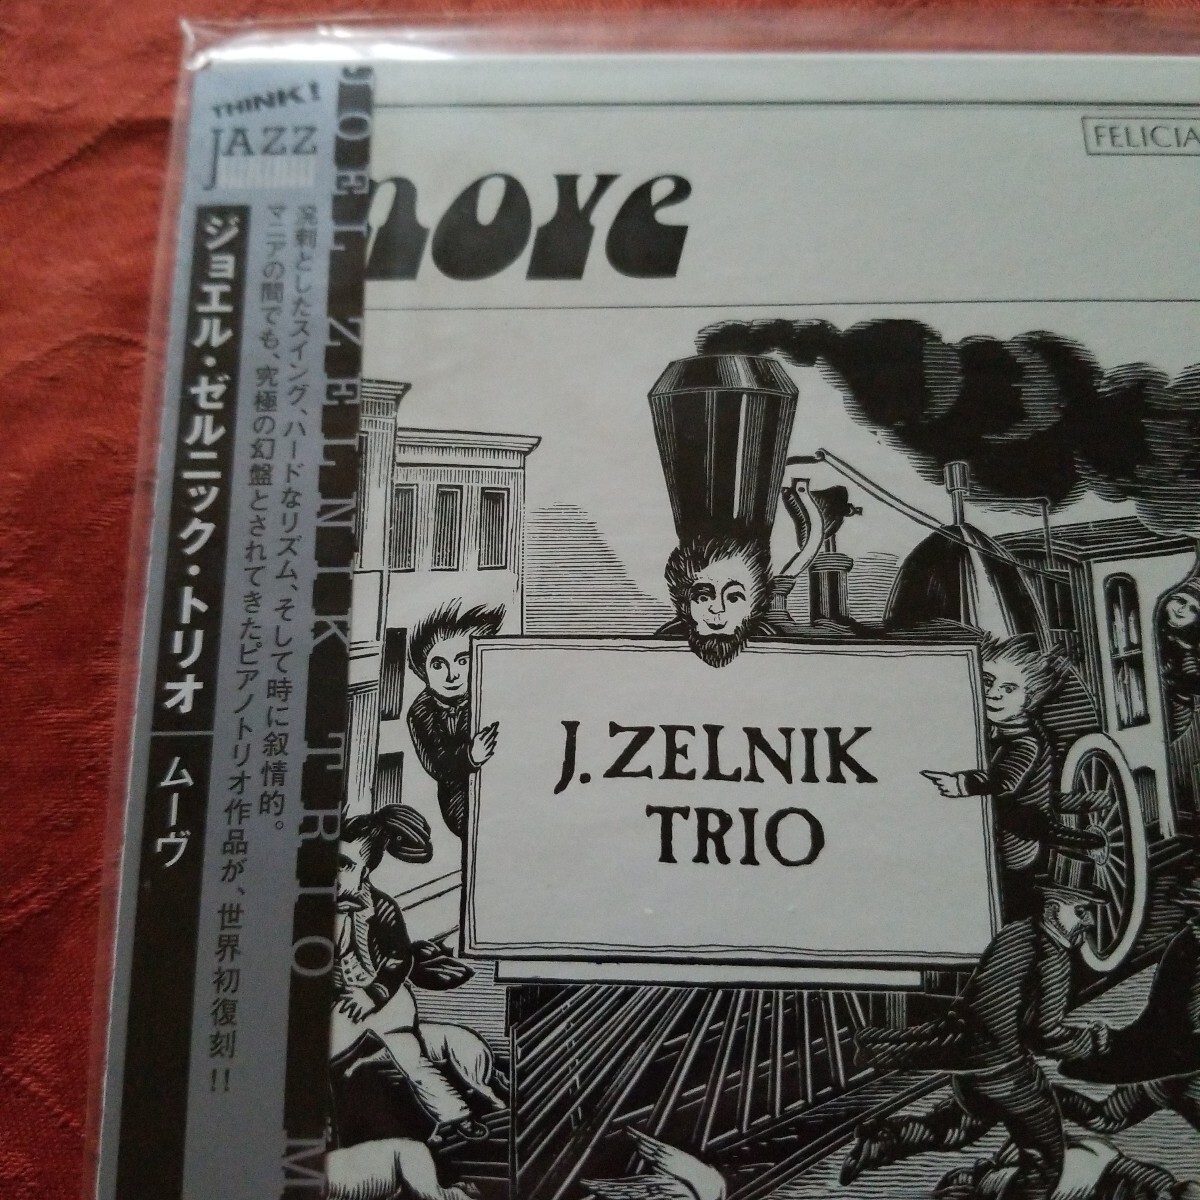 THINK!
JAZZ
ジョエル・ゼルニック・トリオ ムーヴ
溌剌としたスイング、ハードなリズム、そして時に叙情的。
マニアの間でも、究極の幻盤とされてきたピアノトリオ作品が、世界初復刻!!
JOEL ZELNIK TRIO M
move
FELICIA
J. ZELNIK
TRIO